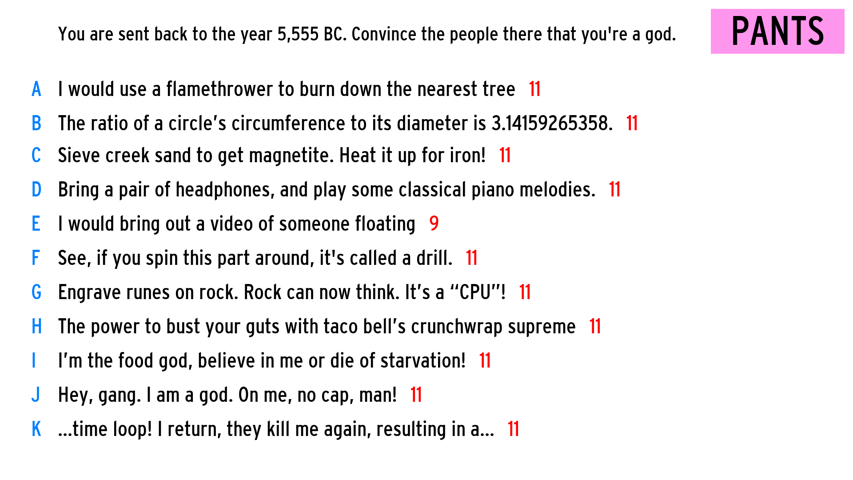 You are sent back to the year 5,555 BC. Convince the people there that you're a god.
PANTS
A I would use a flamethrower to burn down the nearest tree 11
B The ratio of a circle’s circumference to its diameter is 3.14159265358. 11
C Sieve creek sand to get magnetite. Heat it up for iron! 11
D Bring a pair of headphones, and play some classical piano melodies. 11
E I would bring out a video of someone floating 9
F See, if you spin this part around, it's called a drill. 11
G Engrave runes on rock. Rock can now think. It’s a “CPU”! 11
H The power to bust your guts with taco bell’s crunchwrap supreme 11
I I’m the food god, believe in me or die of starvation! 11
J Hey, gang. I am a god. On me, no cap, man! 11
K ...time loop! I return, they kill me again, resulting in a... 11